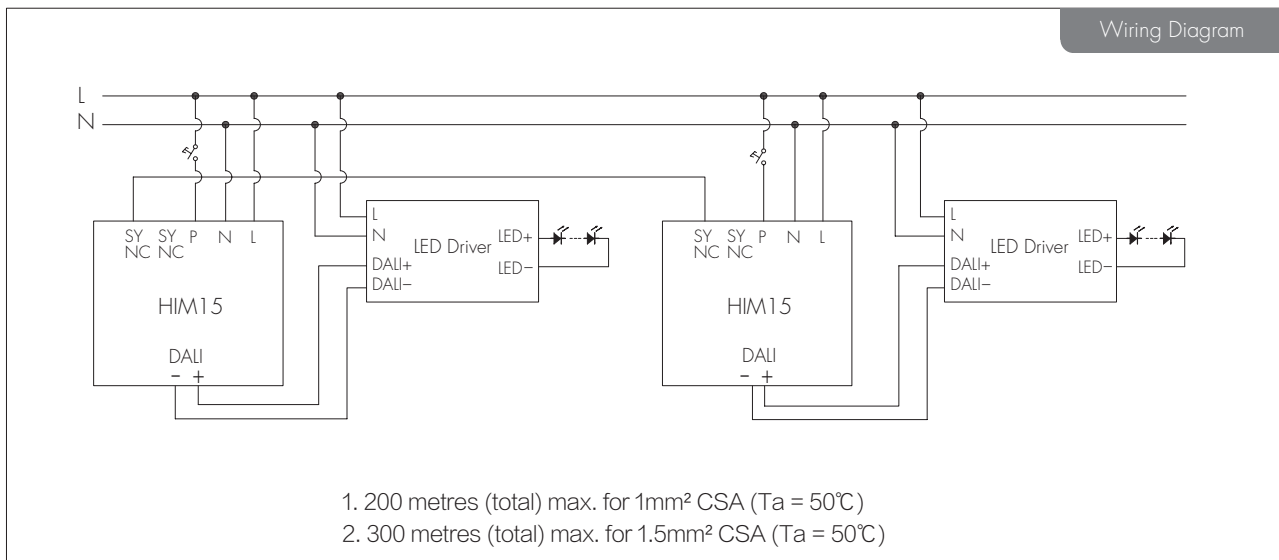 Wiring Diagram
L
N
SY
NC
SY
NC
P
N
L
HIM15
DALI
− +
L
N
DALI+
DALI−
LED Driver
LED+
LED−
SY
NC
SY
NC
P
N
L
HIM15
DALI
− +
L
N
DALI+
DALI−
LED Driver
LED+
LED−
1. 200 metres (total) max. for 1mm² CSA (Ta = 50℃)
2. 300 metres (total) max. for 1.5mm² CSA (Ta = 50℃)